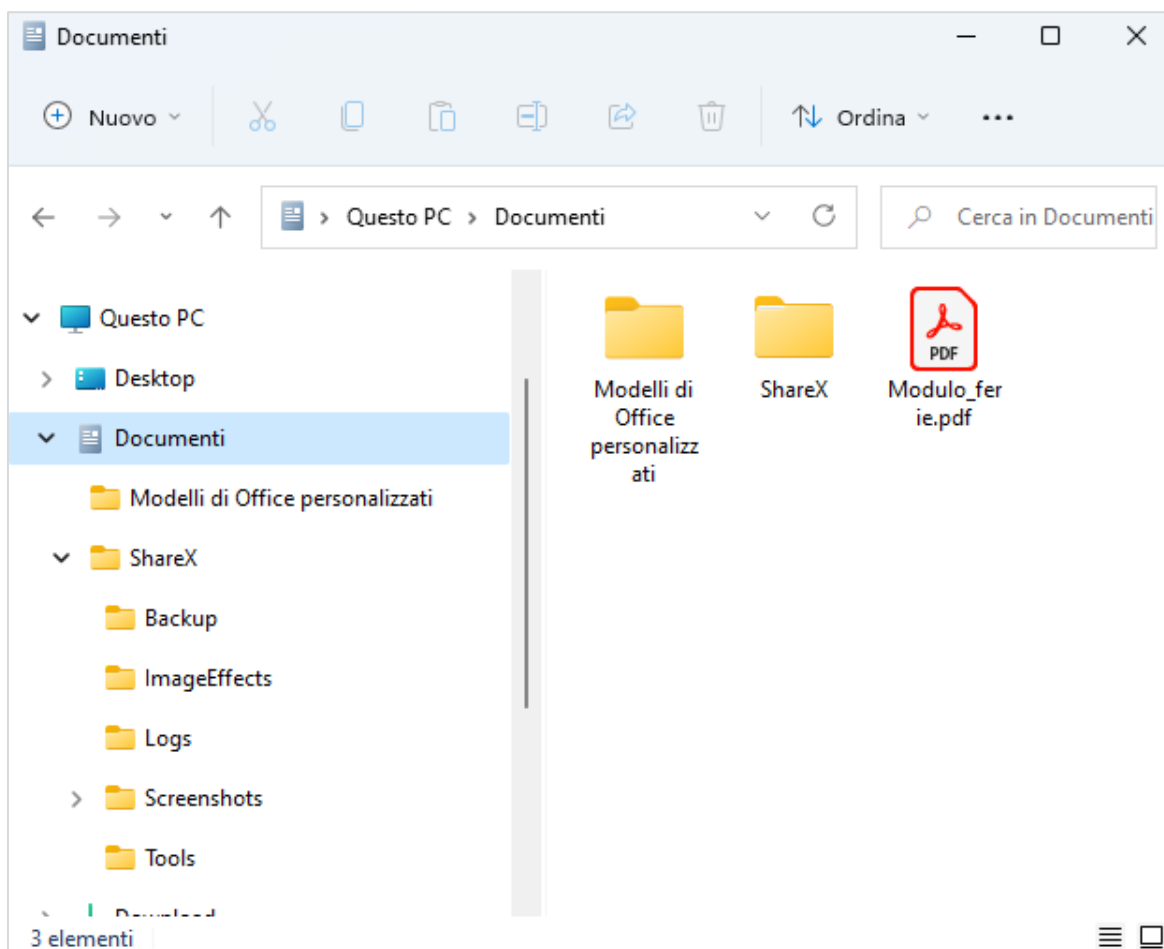 Documenti
Nuovo
Ordina
Questo PC
Documenti
Cerca in Documenti
Questo PC
Desktop
Documenti
Modelli di Office personalizzati
ShareX
Backup
ImageEffects
Logs
Screenshots
Tools
Download
Modelli di
Office
personalizz
ati
ShareX
PDF
Modulo_fer
ie.pdf
3 elementi